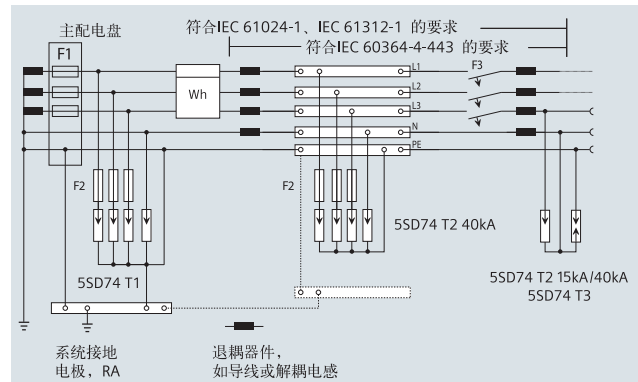 主配电盘
符合IEC 61024-1、IEC 61312-1 的要求
符合IEC 60364-4-443 的要求
F1
F3
L1
L2
L3
N
PE
Wh
F2
F2
5SD74 T2 40kA
5SD74 T1
5SD74 T2 15kA/40kA
5SD74 T3
系统接地
电极，RA
退耦器件，
如导线或解耦电感